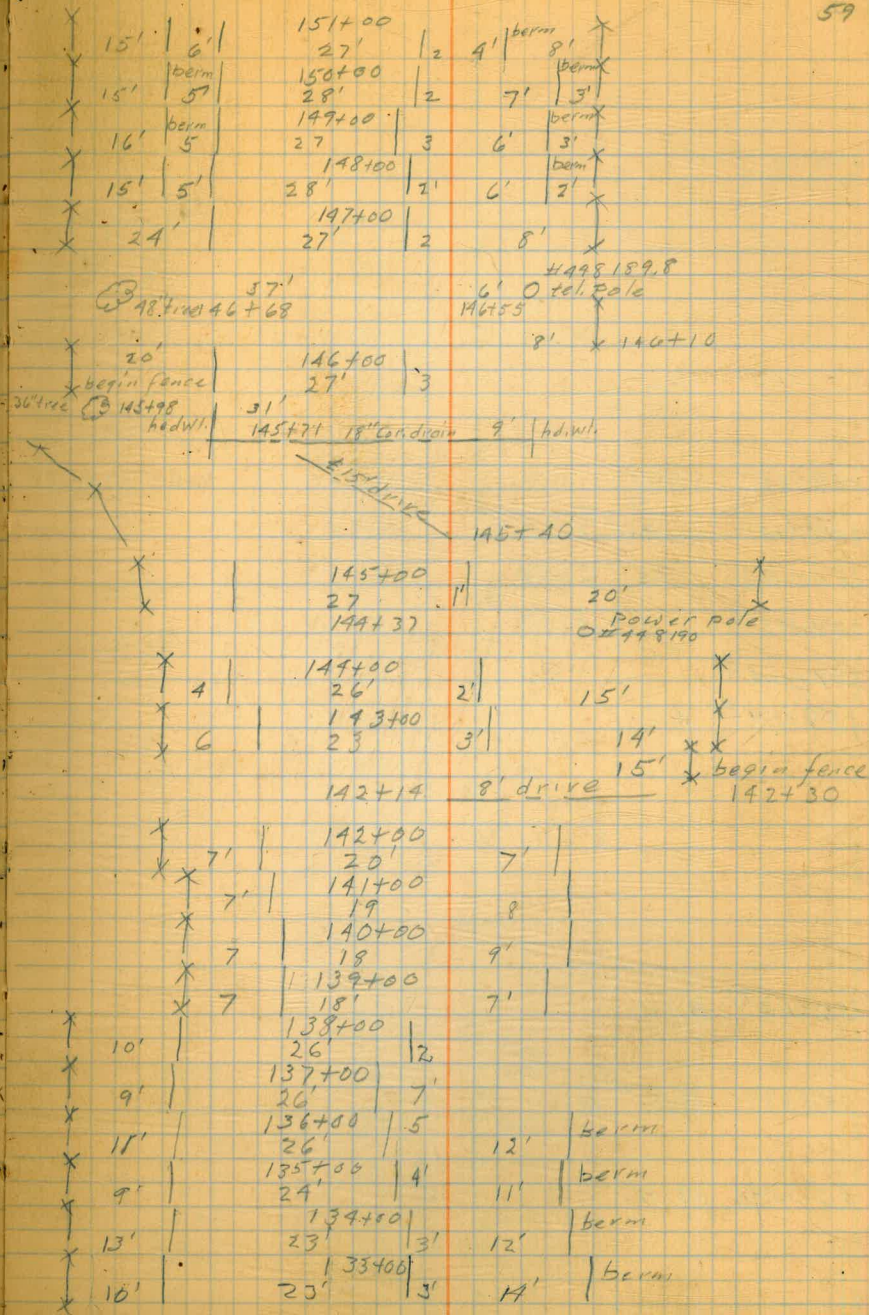 59
151+00 berm
15' 6' 27' 2 4' 8'
berm 150+00 berm
15' 5' 28' 2 7' 3'
berm 149+00 berm
16' 5 27 3 6' 3'
148+00 berm
15' 5' 28' 2' 6' 2'
147+00
24' 27' 2 8'
#448189.8
37' 6' O tel. pole
48" tree 146+68 146+55
8' 146+10
20' 146+00
begin fence 27' 3
36" tree 145+98 31'
hdwl. 145+71 18" Cor. drain 9' hd.wl.
℄ 15' drive
145+40
145+00
27 1' 20'
144+37 Power pole
O #448190
144+00
4 26' 2' 15'
143+00
6 23 3' 14'
15' begin fence
142+14 8' drive 142+30
142+00
7' 20' 7'
141+00
7' 19 8
140+00
7 18 9'
139+00
7 18' 7'
138+00
10' 26' 2
137+00
9' 26' 7'
136+00 5 berm
11' 26' 12'
135+00 4' berm
9' 24' 11'
134+00 berm
13' 23' 3' 12'
133+00 berm
23' 3' 14'